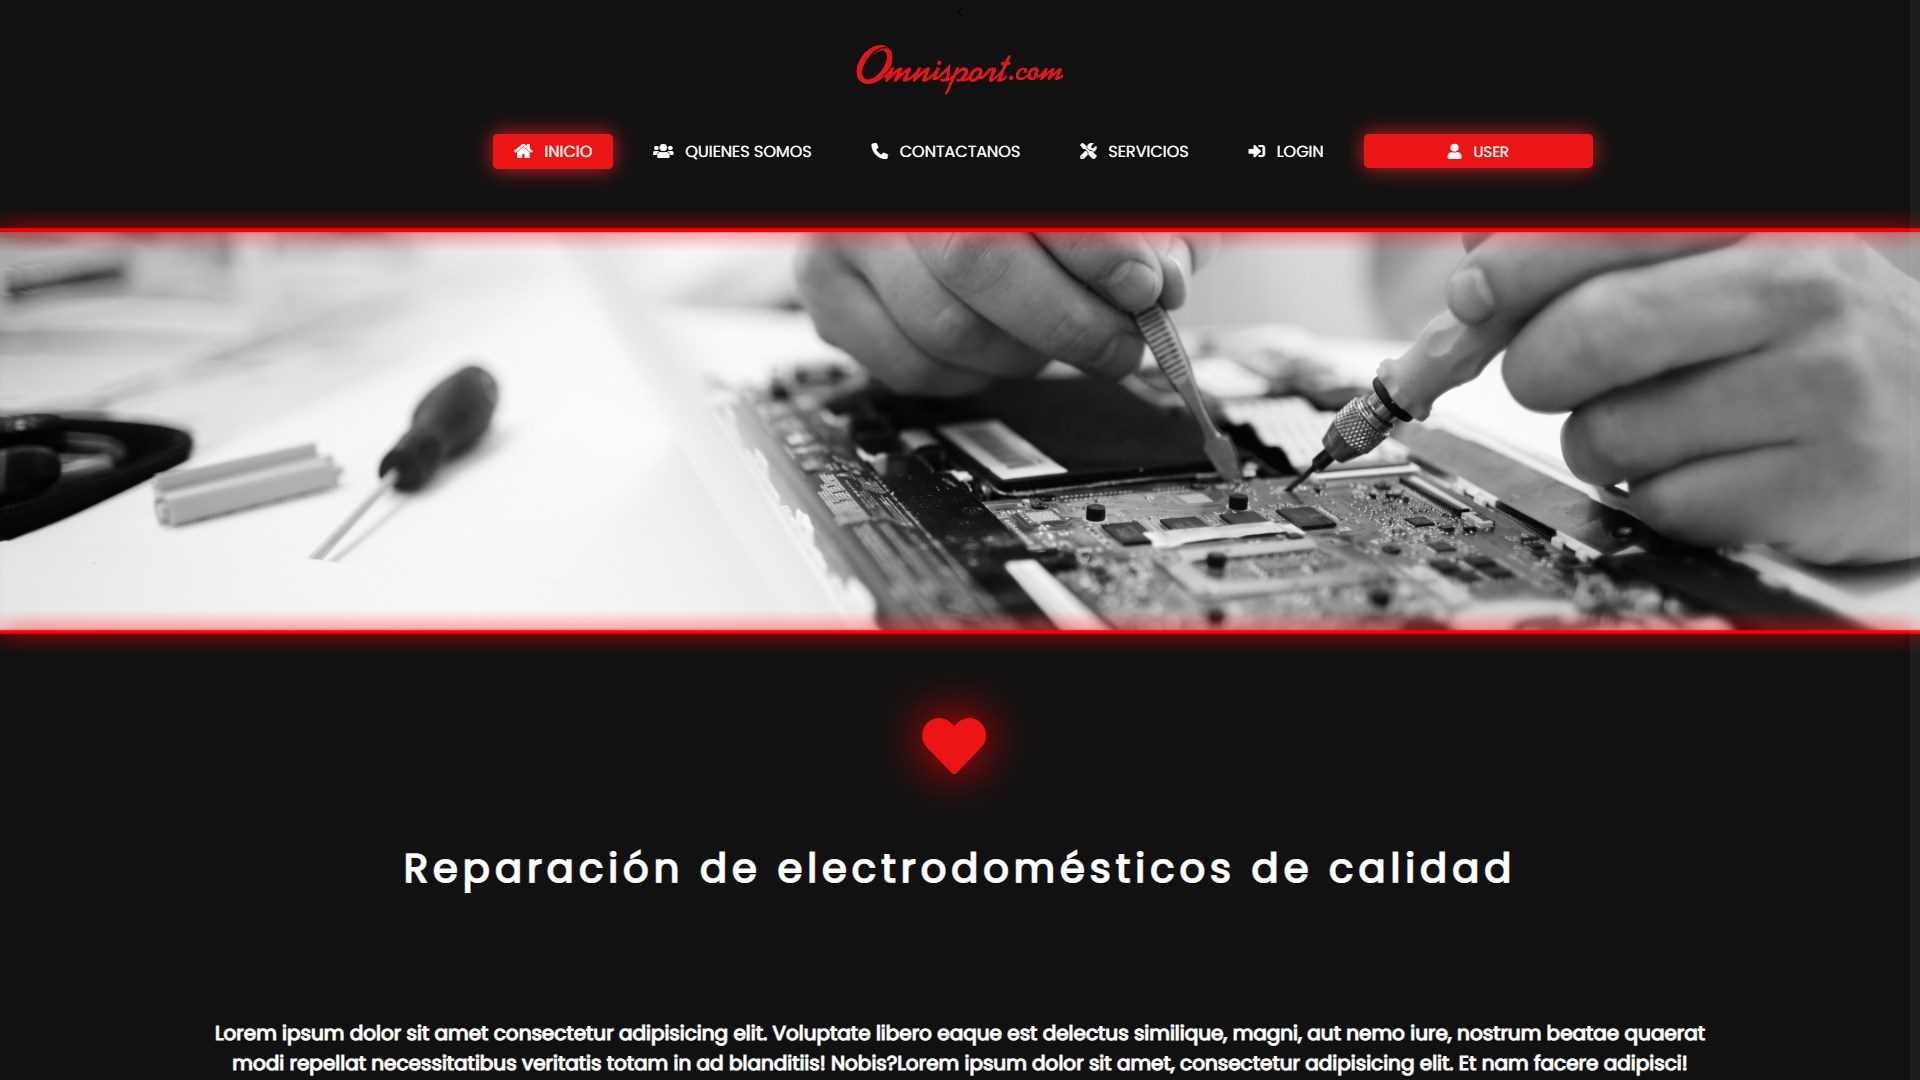 <
Omnisport.com
INICIO QUIENES SOMOS CONTACTANOS SERVICIOS LOGIN USER
Reparación de electrodomésticos de calidad
Lorem ipsum dolor sit amet consectetur adipisicing elit. Voluptate libero eaque est delectus similique, magni, aut nemo iure, nostrum beatae quaerat
modi repellat necessitatibus veritatis totam in ad blanditiis! Nobis?Lorem ipsum dolor sit amet, consectetur adipisicing elit. Et nam facere adipisci!